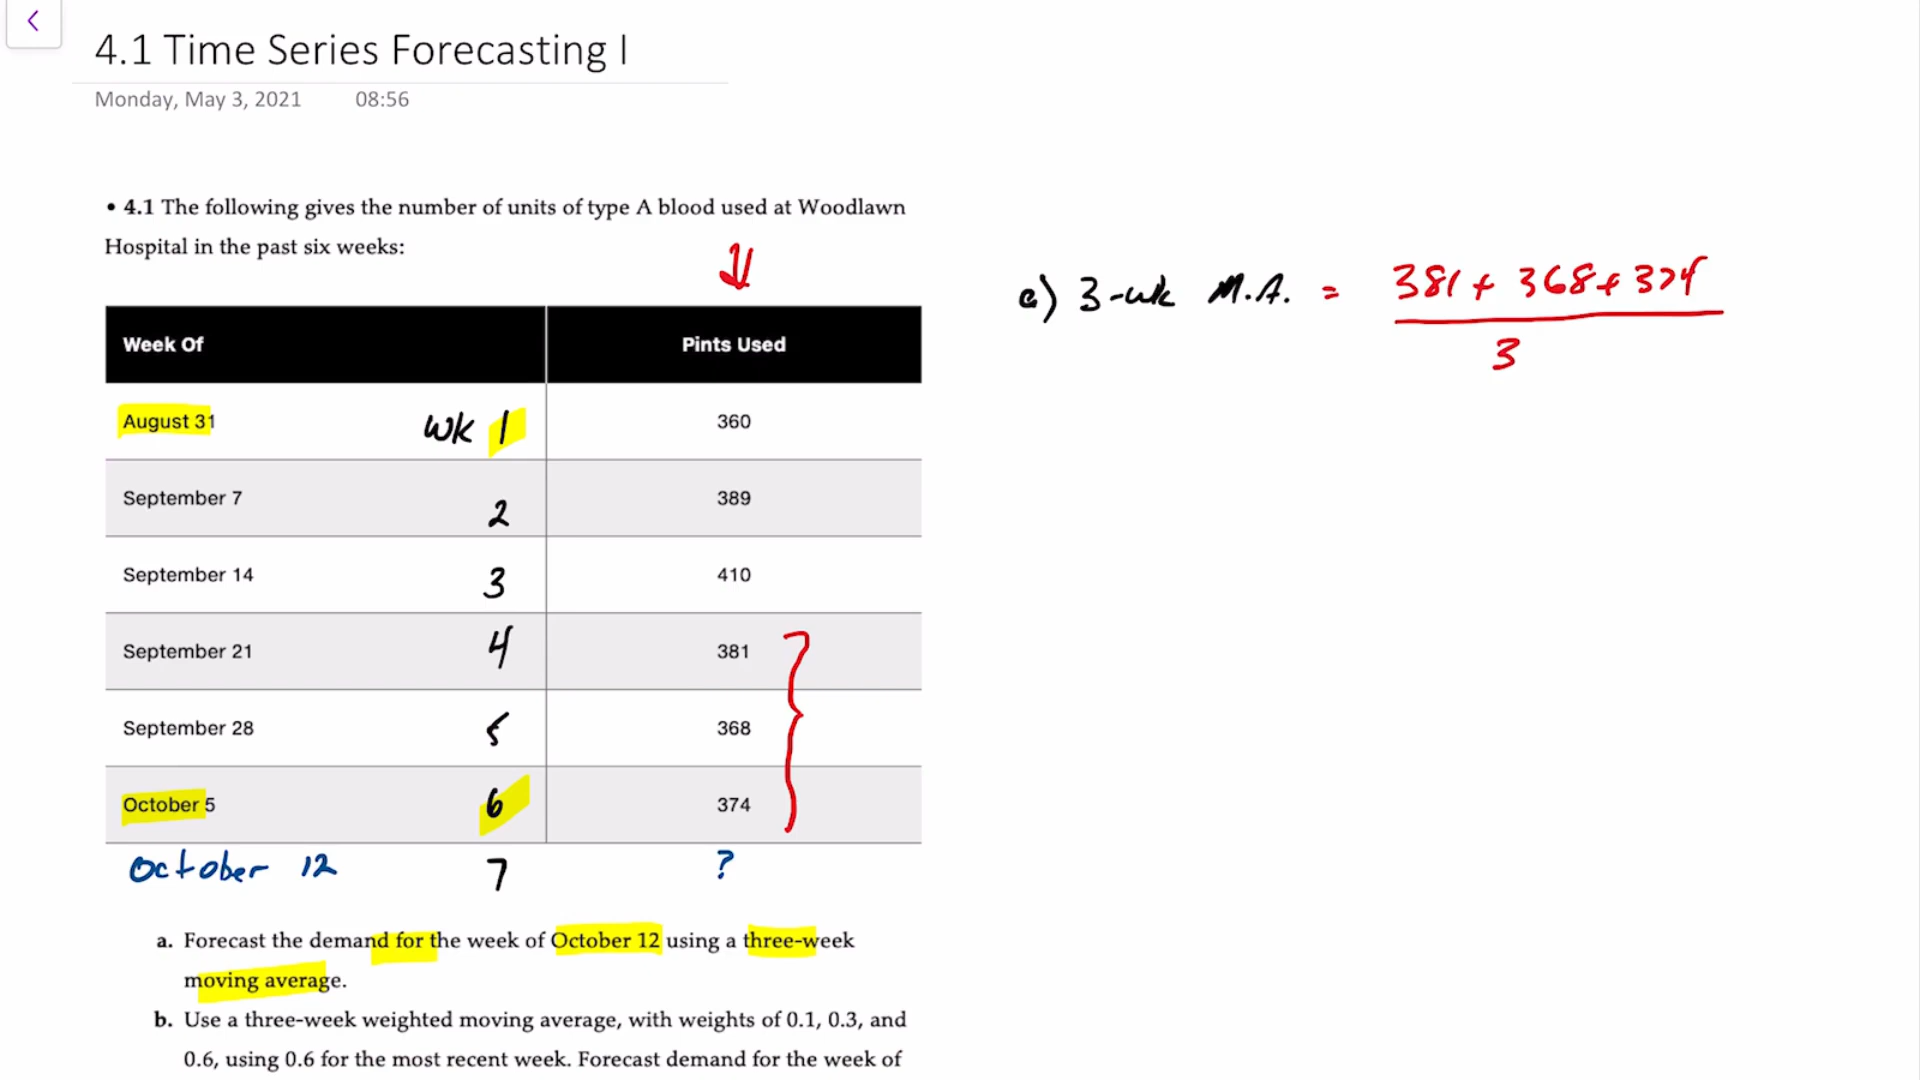 4.1 Time Series Forecasting I
Monday, May 3, 2021 08:56
• 4.1 The following gives the number of units of type A blood used at Woodlawn
Hospital in the past six weeks:
Week Of Pints Used
August 31 wk 1 360
September 7 2 389
September 14 3 410
September 21 4 381
September 28 5 368
October 5 6 374
October 12 7 ?
a. Forecast the demand for the week of October 12 using a three-week
moving average.
b. Use a three-week weighted moving average, with weights of 0.1, 0.3, and
0.6, using 0.6 for the most recent week. Forecast demand for the week of
a) 3-wk M.A. = 381 + 368 + 374
3